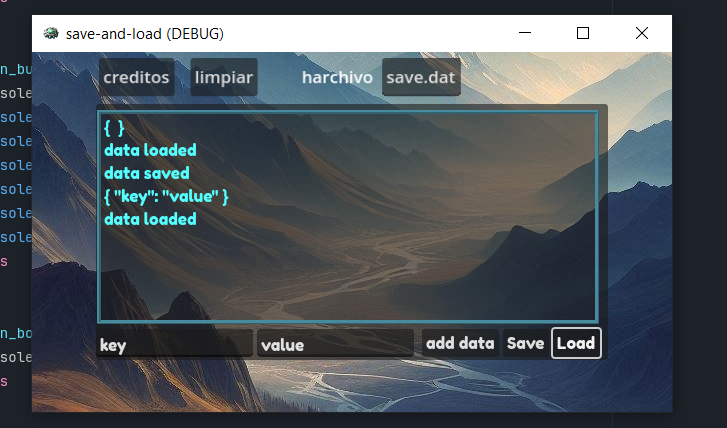 save-and-load (DEBUG)
creditos limpiar harchivo save.dat
{ }
data loaded
data saved
{ "key": "value" }
data loaded
key value add data Save Load
s
n_bu
sole
sole
sole
sole
sole
sole
sole
s
n_bo
sole
s